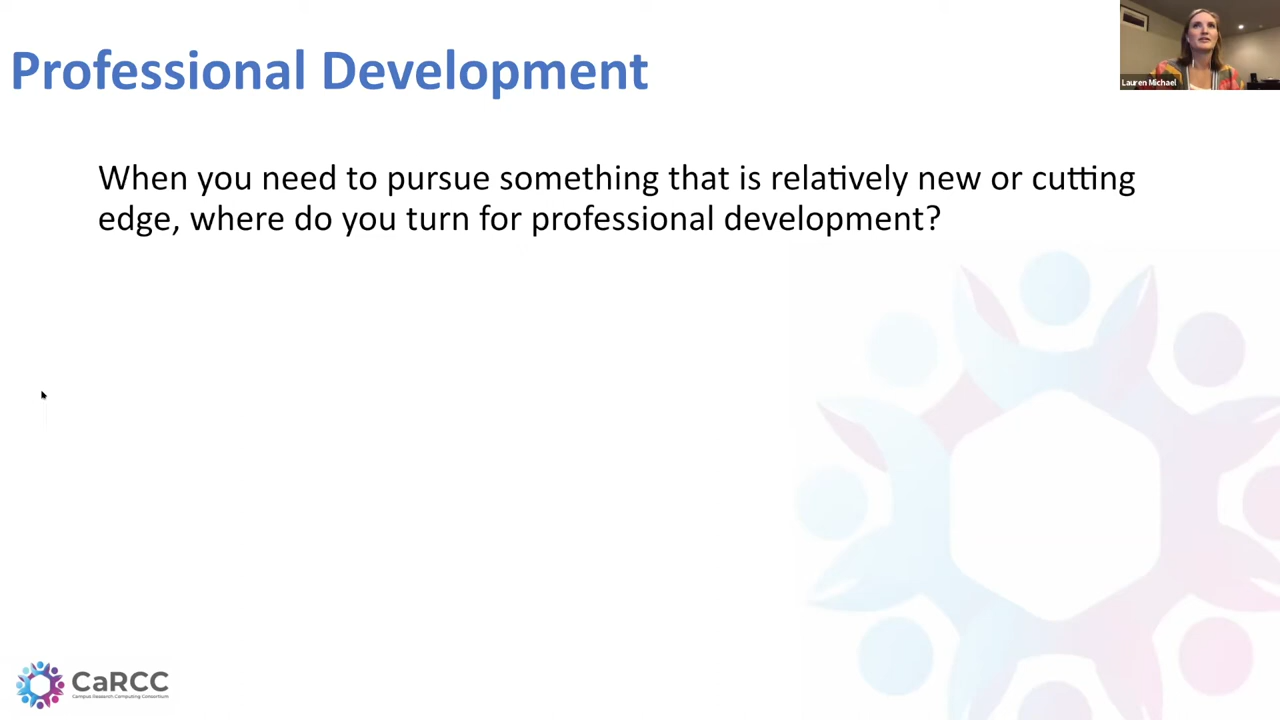 Professional Development
Lauren Michael
When you need to pursue something that is relatively new or cutting
edge, where do you turn for professional development?
CaRCC
Campus Research Computing Consortium